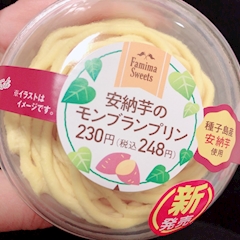 Famima
Sweets
安納芋の
モンブランプリン
230円(税込248円)
※イラストは
イメージです。
種子島産
安納芋
使用
新
発売